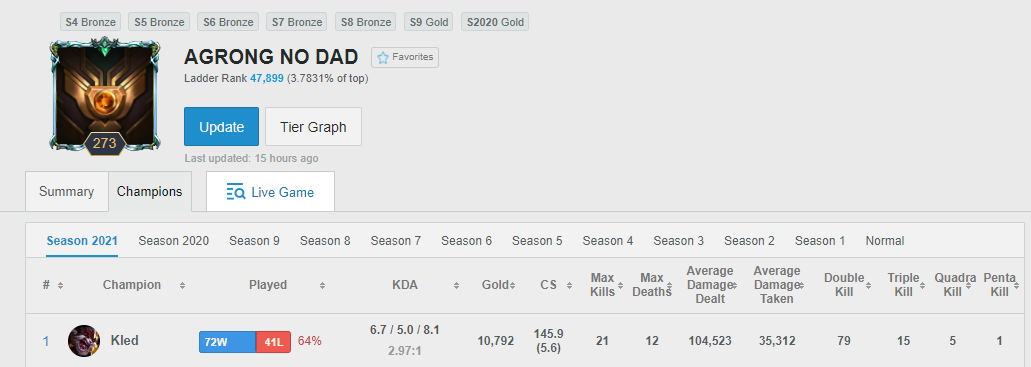 S4 Bronze S5 Bronze S6 Bronze S7 Bronze S8 Bronze S9 Gold S2020 Gold
AGRONG NO DAD Favorites
Ladder Rank 47,899 (3.7831% of top)
273
Update Tier Graph
Last updated: 15 hours ago
Summary Champions Live Game
Season 2021 Season 2020 Season 9 Season 8 Season 7 Season 6 Season 5 Season 4 Season 3 Season 2 Season 1 Normal
# Champion Played KDA Gold CS Max Kills Max Deaths Average Damage Dealt Average Damage Taken Double Kill Triple Kill Quadra Kill Penta Kill
1 Kled 72W 41L 64% 6.7 / 5.0 / 8.1 2.97:1 10,792 145.9 (5.6) 21 12 104,523 35,312 79 15 5 1